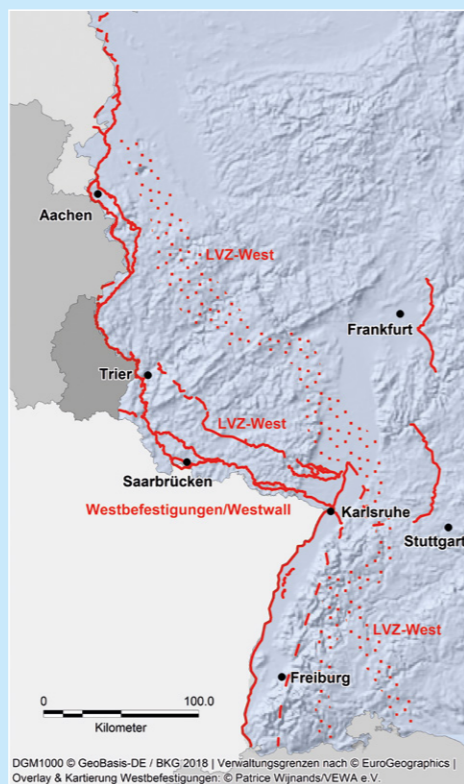 Aachen
LVZ-West
Frankfurt
Trier
LVZ-West
Saarbrücken
Westbefestigungen/Westwall
Karlsruhe
Stuttgart
LVZ-West
Freiburg
0 100.0
Kilometer
DGM1000 © GeoBasis-DE / BKG 2018 | Verwaltungsgrenzen nach © EuroGeographics |
Overlay & Kartierung Westbefestigungen: © Patrice Wijnands/VEWA e.V.